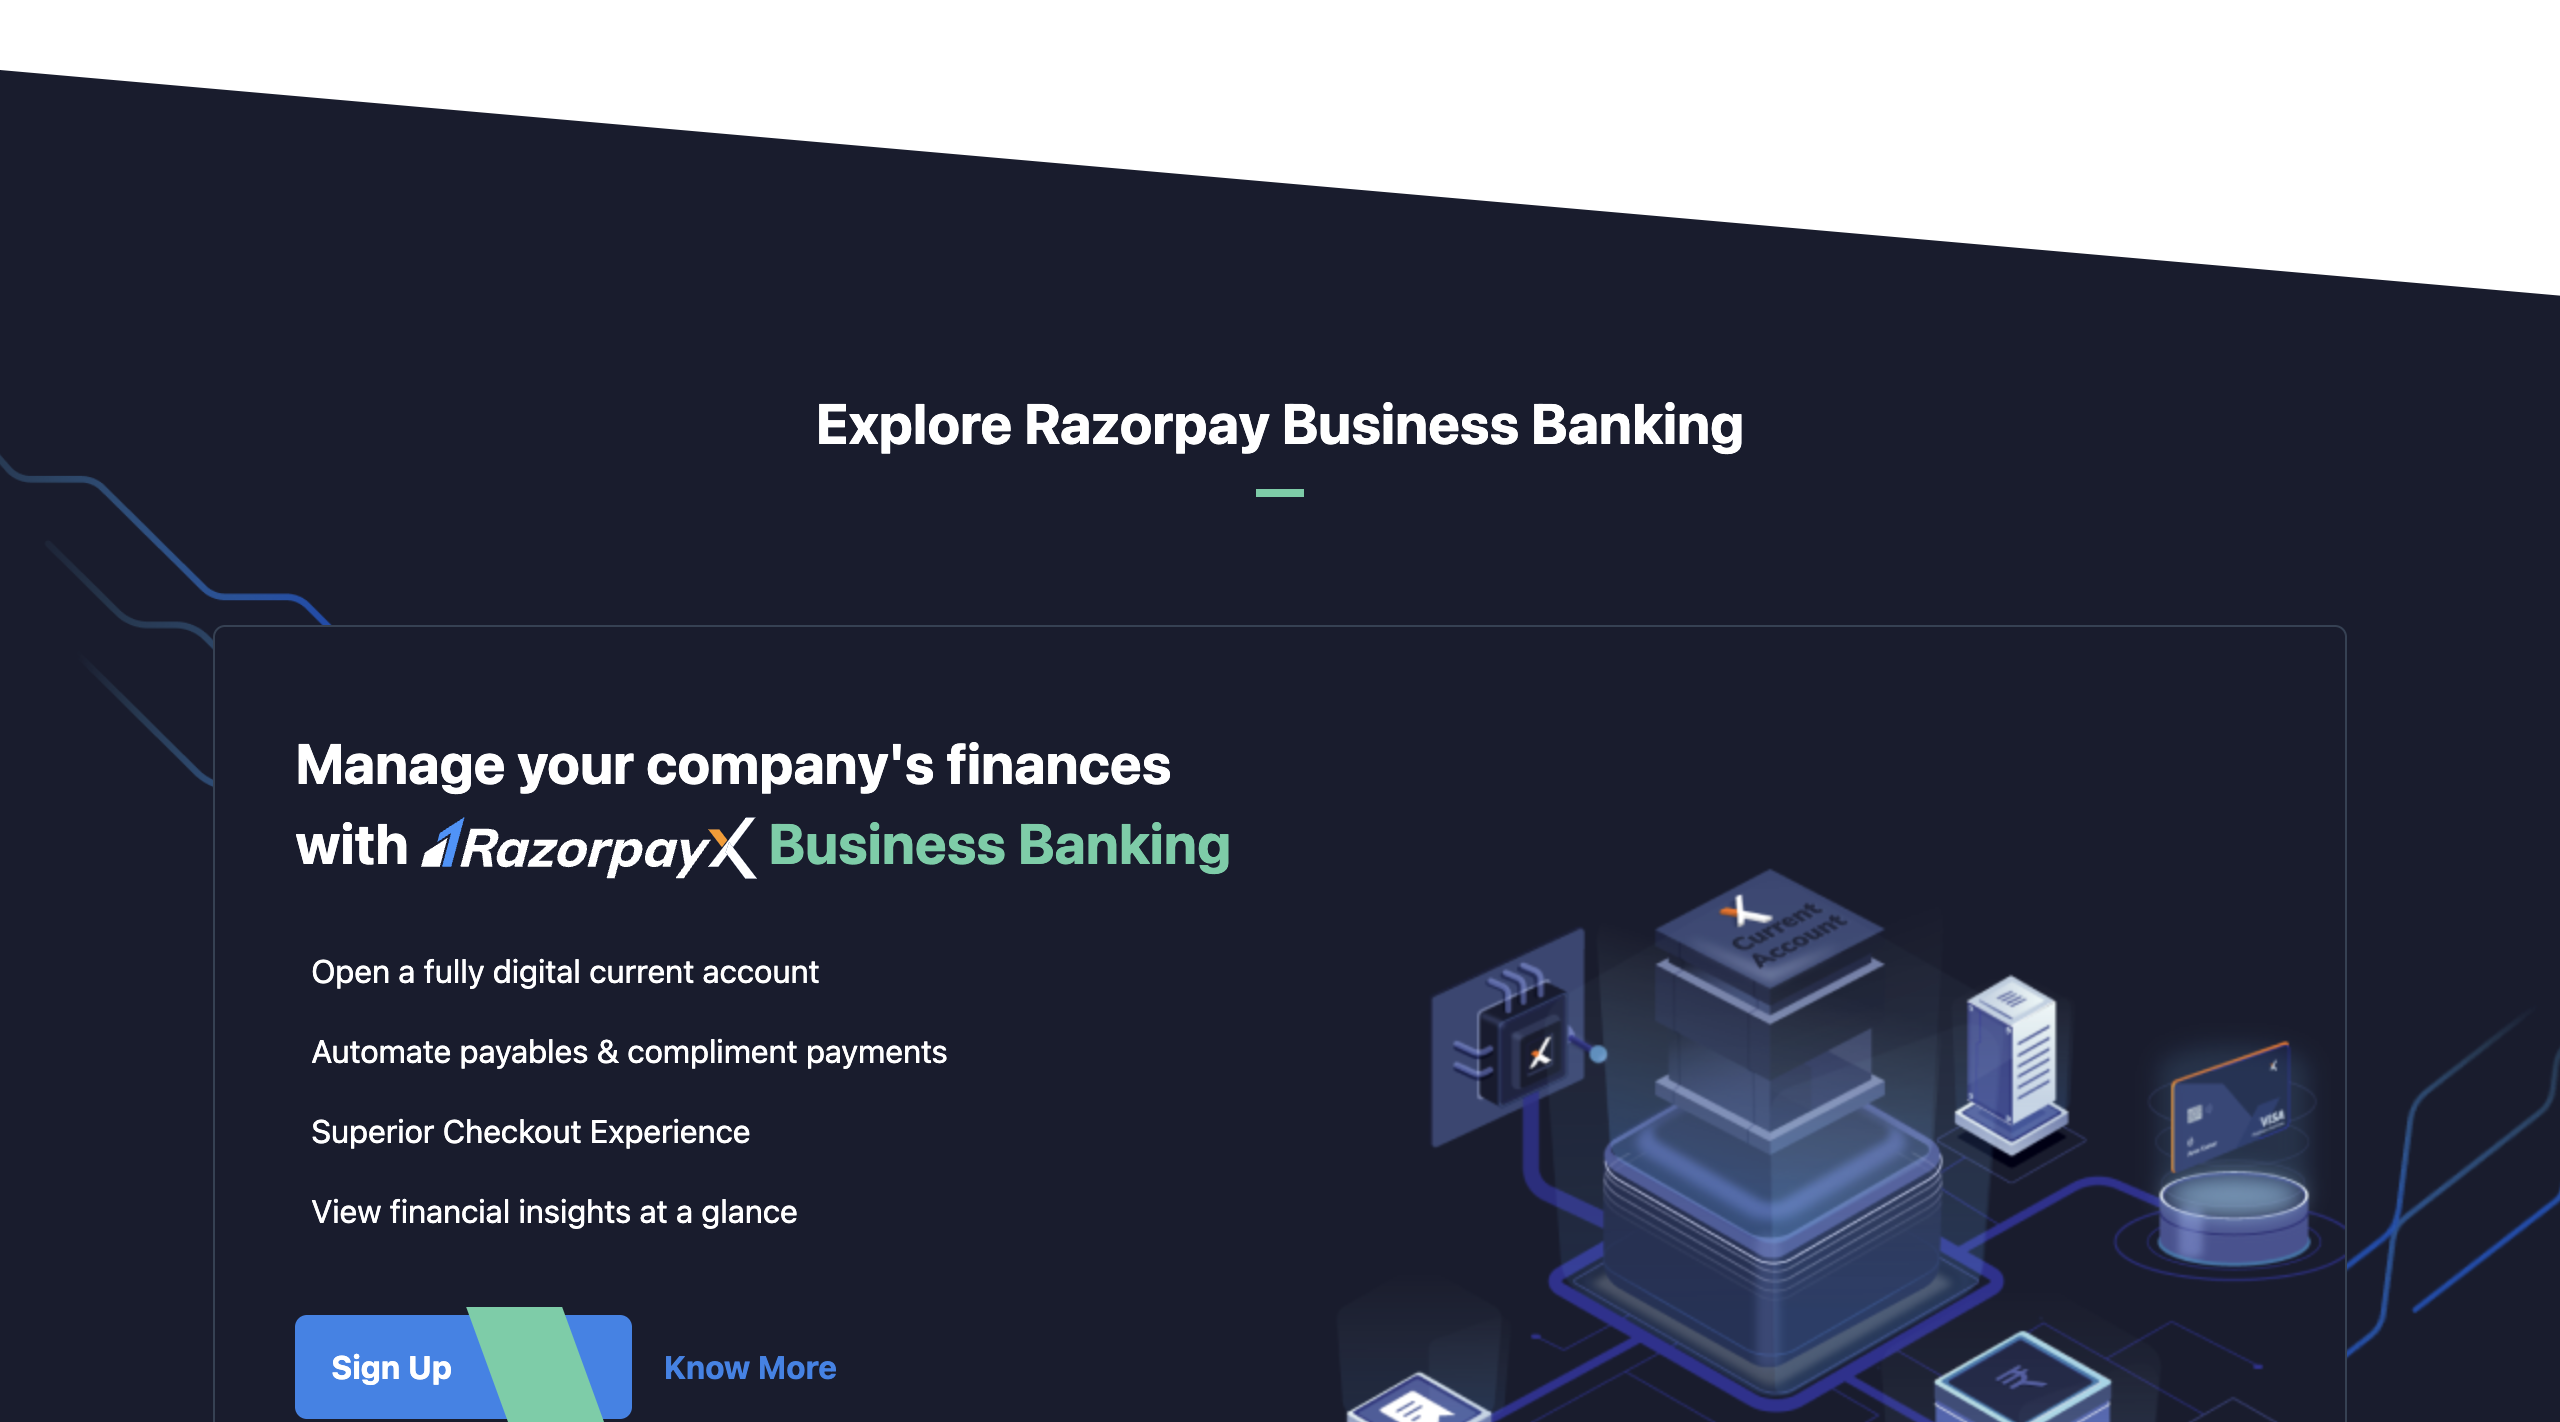 Explore Razorpay Business Banking
Manage your company's finances
with RazorpayX Business Banking
Open a fully digital current account
Automate payables & compliment payments
Superior Checkout Experience
View financial insights at a glance
Sign Up
Know More
X Current
Account
VISA